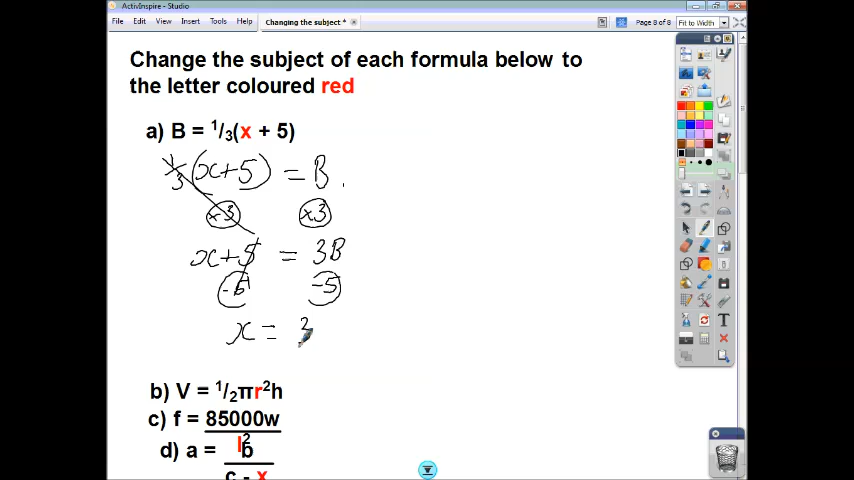 ActivInspire - Studio
File Edit View Insert Tools Help
Changing the subject *
Page 8 of 8
Fit to Width
Change the subject of each formula below to
the letter coloured red
a) B = ¹/₃(x + 5)
1/3 (x+5) = B
×3 ×3
x+5 = 3B
-5 -5
x = 3
b) V = ¹/₂πr²h
c) f = 85000w
l²
d) a = b
c - x